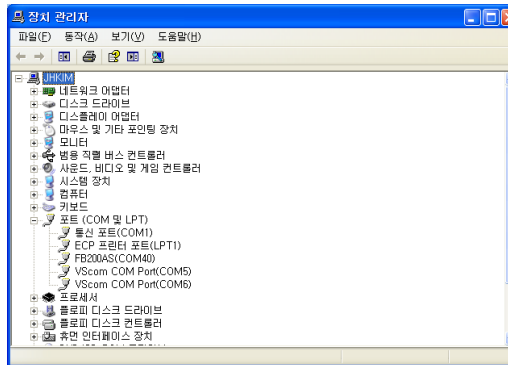 장치 관리자
파일(F) 동작(A) 보기(V) 도움말(H)
JHKIM
네트워크 어댑터
디스크 드라이브
디스플레이 어댑터
마우스 및 기타 포인팅 장치
모니터
범용 직렬 버스 컨트롤러
사운드, 비디오 및 게임 컨트롤러
시스템 장치
컴퓨터
키보드
포트 (COM 및 LPT)
통신 포트(COM1)
ECP 프린터 포트(LPT1)
FB200AS(COM40)
VScom COM Port(COM5)
VScom COM Port(COM6)
프로세서
플로피 디스크 드라이브
플로피 디스크 컨트롤러
휴먼 인터페이스 장치